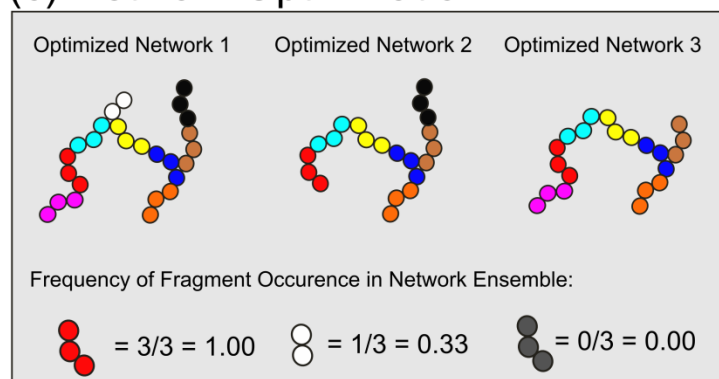 Optimized Network 1 Optimized Network 2 Optimized Network 3
Frequency of Fragment Occurence in Network Ensemble:
= 3/3 = 1.00 = 1/3 = 0.33 = 0/3 = 0.00